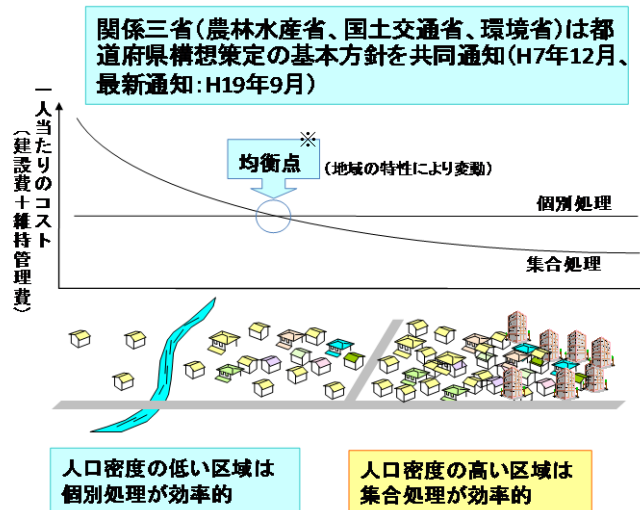 関係三省(農林水産省、国土交通省、環境省)は都
道府県構想策定の基本方針を共同通知(H7年12月、
最新通知:H19年9月)
一人当たりのコスト
(建設費+維持管理費)
※
均衡点
(地域の特性により変動)
個別処理
集合処理
人口密度の低い区域は
個別処理が効率的
人口密度の高い区域は
集合処理が効率的